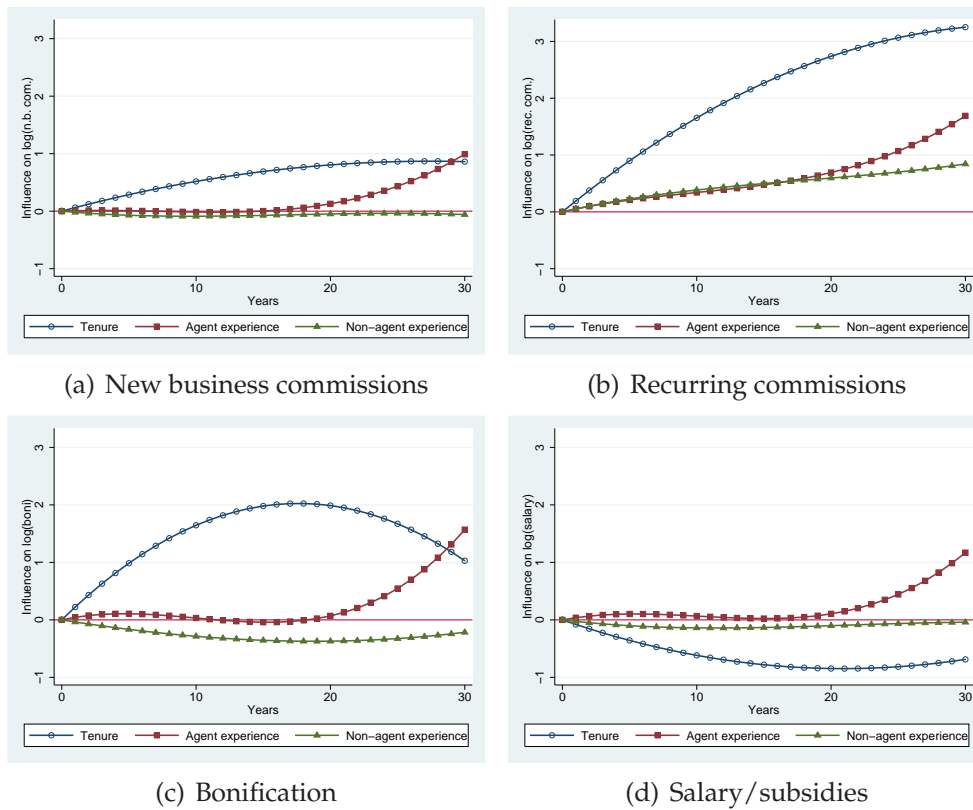 Influence on log(n.b. com.)
3
2
1
0
−1
0 10 20 30
Years
Tenure Agent experience Non−agent experience
(a) New business commissions
Influence on log(rec. com.)
3
2
1
0
−1
0 10 20 30
Years
Tenure Agent experience Non−agent experience
(b) Recurring commissions
Influence on log(boni)
3
2
1
0
−1
0 10 20 30
Years
Tenure Agent experience Non−agent experience
(c) Bonification
Influence on log(salary)
3
2
1
0
−1
0 10 20 30
Years
Tenure Agent experience Non−agent experience
(d) Salary/subsidies